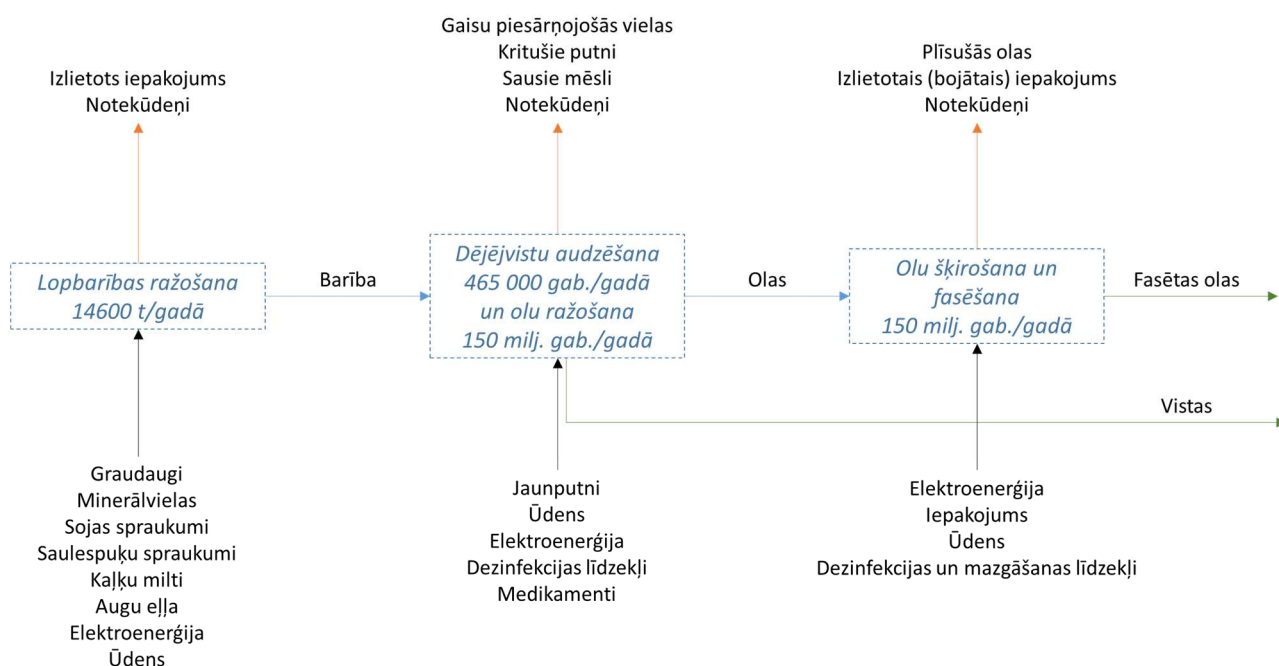 Izlietots iepakojums
Notekūdeņi
Gaisu piesārņojošās vielas
Kritušie putni
Sausie mēsli
Notekūdeņi
Plīsušās olas
Izlietotais (bojātais) iepakojums
Notekūdeņi
Lopbarības ražošana
14600 t/gadā
Barība
Dējējvistu audzēšana
465 000 gab./gadā
un olu ražošana
150 milj. gab./gadā
Olas
Olu šķirošana un
fasēšana
150 milj. gab./gadā
Fasētas olas
Vistas
Graudaugi
Minerālvielas
Sojas spraukumi
Saulespuķu spraukumi
Kaļķu milti
Augu eļļa
Elektroenerģija
Ūdens
Jaunputni
Ūdens
Elektroenerģija
Dezinfekcijas līdzekļi
Medikamenti
Elektroenerģija
Iepakojums
Ūdens
Dezinfekcijas un mazgāšanas līdzekļi